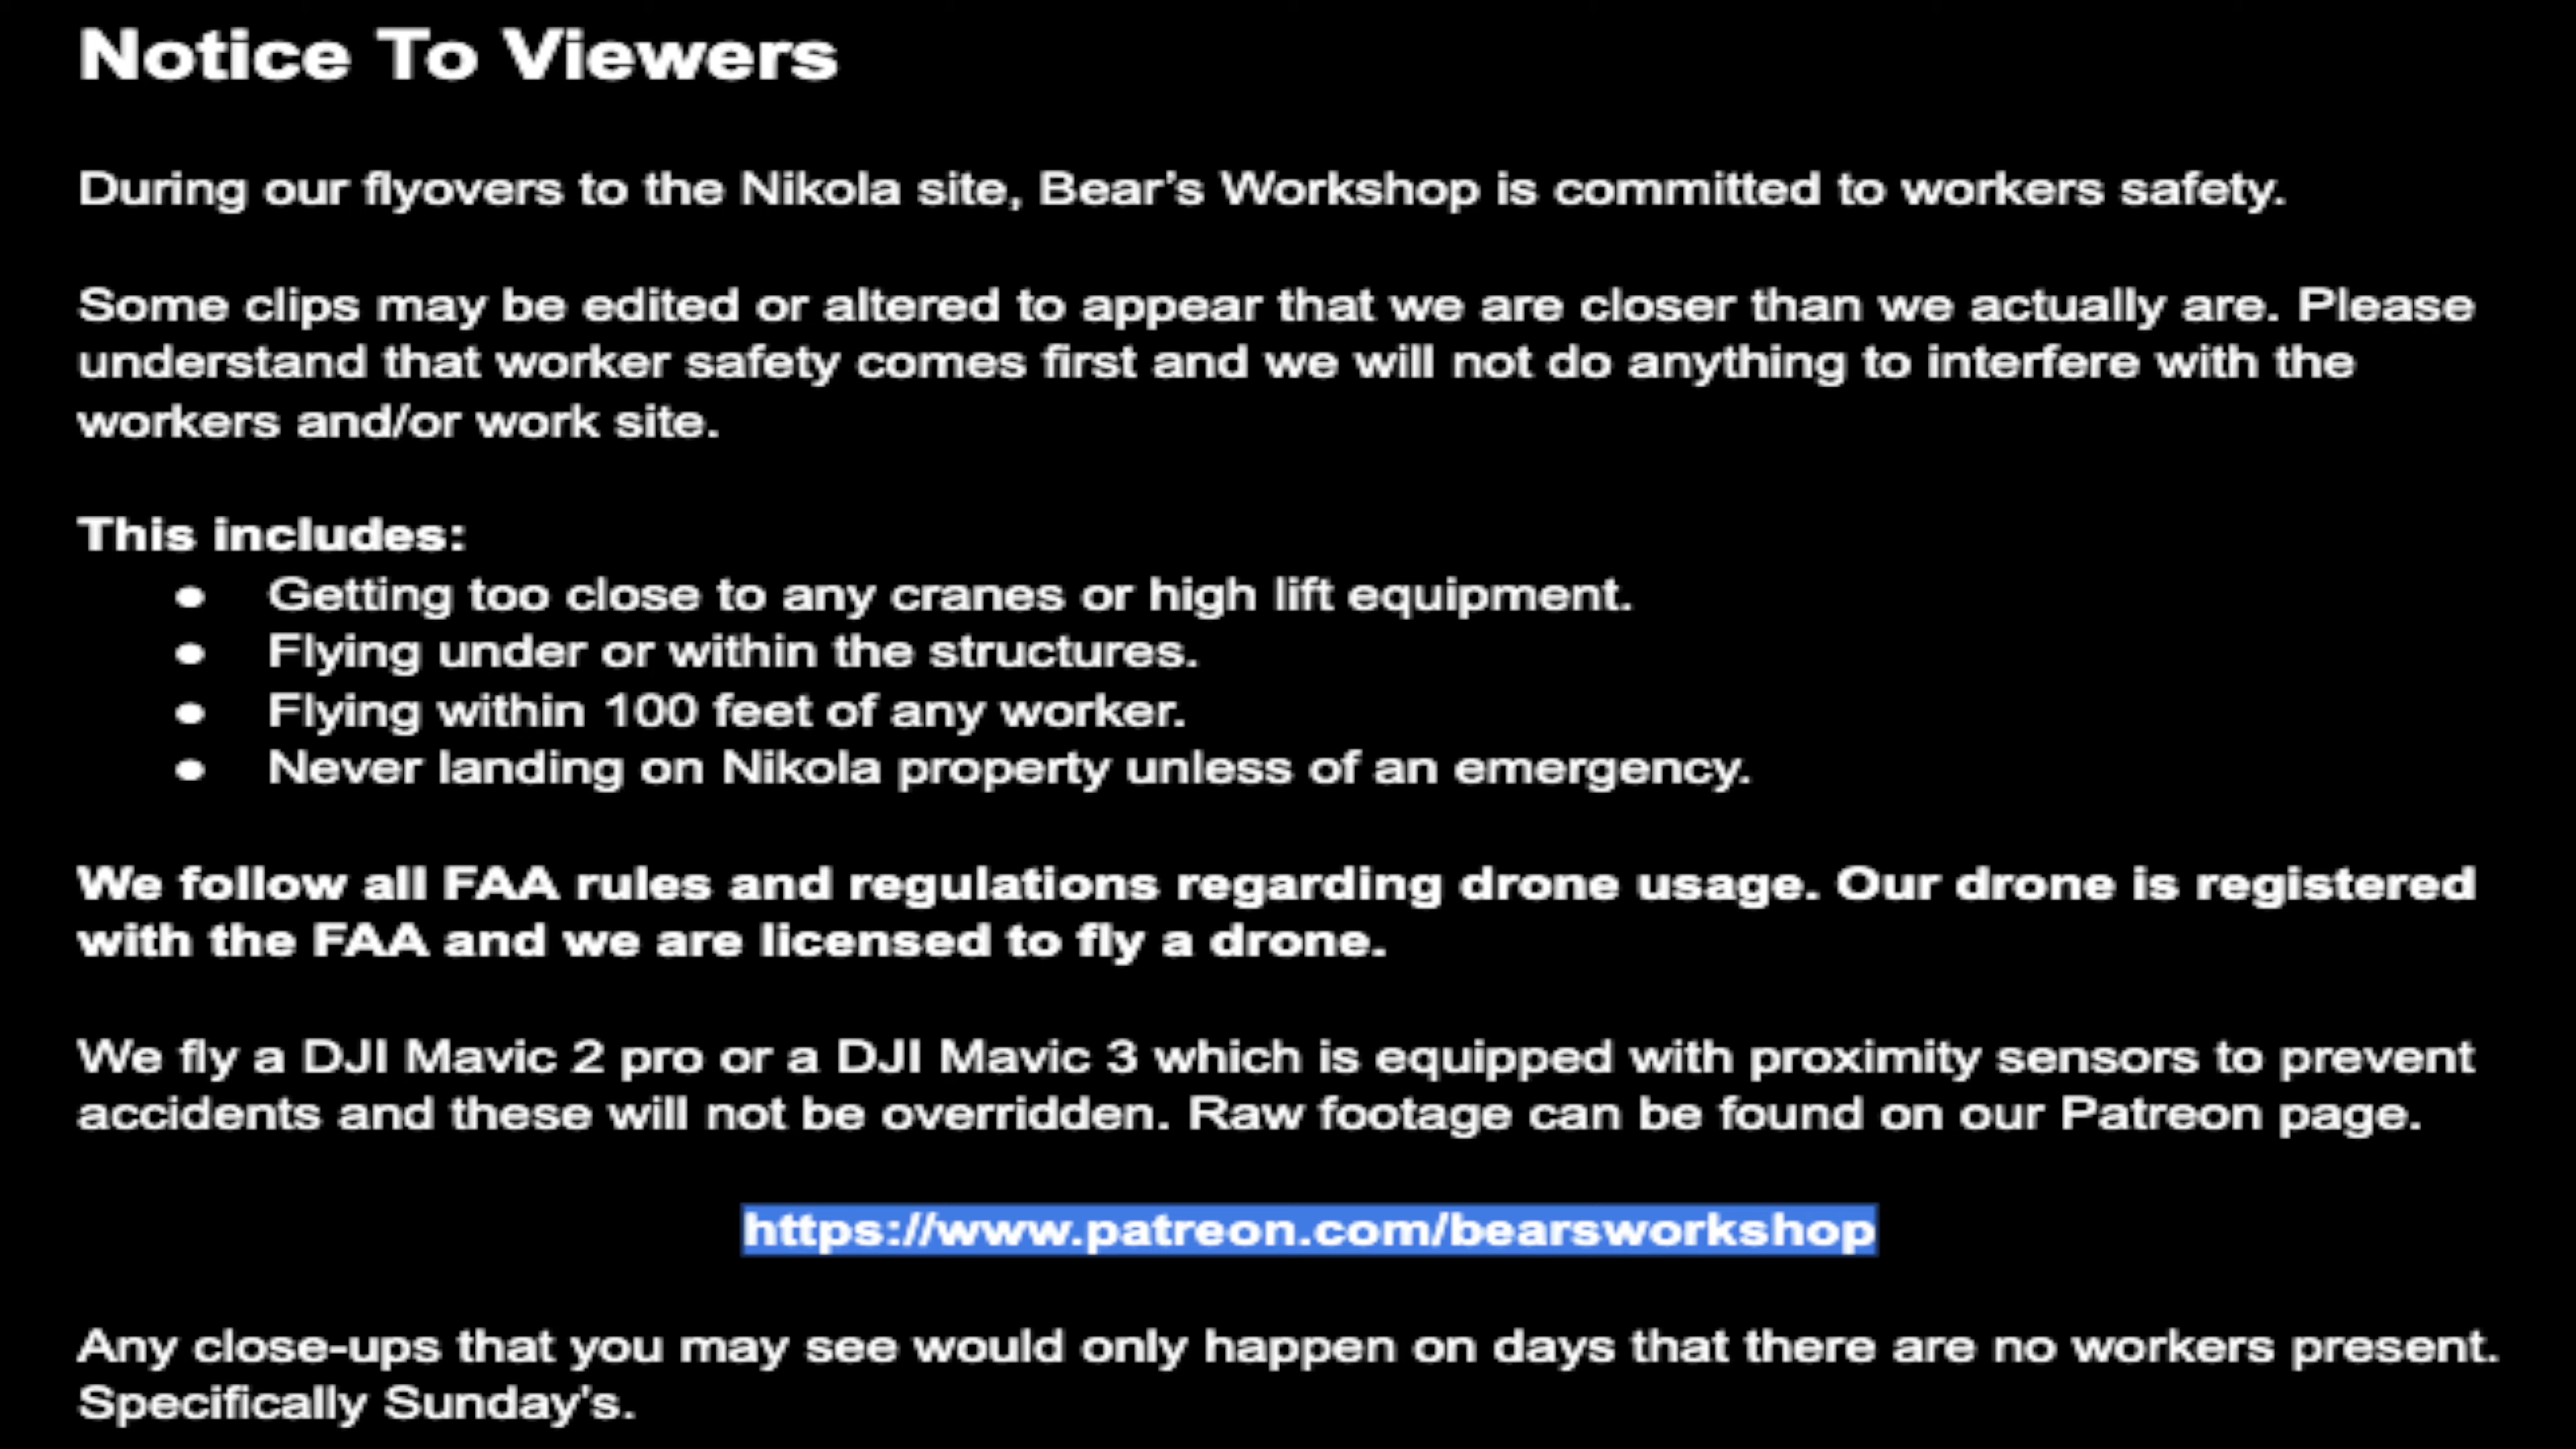 Notice To Viewers
During our flyovers to the Nikola site, Bear's Workshop is committed to workers safety.
Some clips may be edited or altered to appear that we are closer than we actually are. Please
understand that worker safety comes first and we will not do anything to interfere with the
workers and/or work site.
This includes:
● Getting too close to any cranes or high lift equipment.
● Flying under or within the structures.
● Flying within 100 feet of any worker.
● Never landing on Nikola property unless of an emergency.
We follow all FAA rules and regulations regarding drone usage. Our drone is registered
with the FAA and we are licensed to fly a drone.
We fly a DJI Mavic 2 pro or a DJI Mavic 3 which is equipped with proximity sensors to prevent
accidents and these will not be overridden. Raw footage can be found on our Patreon page.
https://www.patreon.com/bearsworkshop
Any close-ups that you may see would only happen on days that there are no workers present.
Specifically Sunday's.